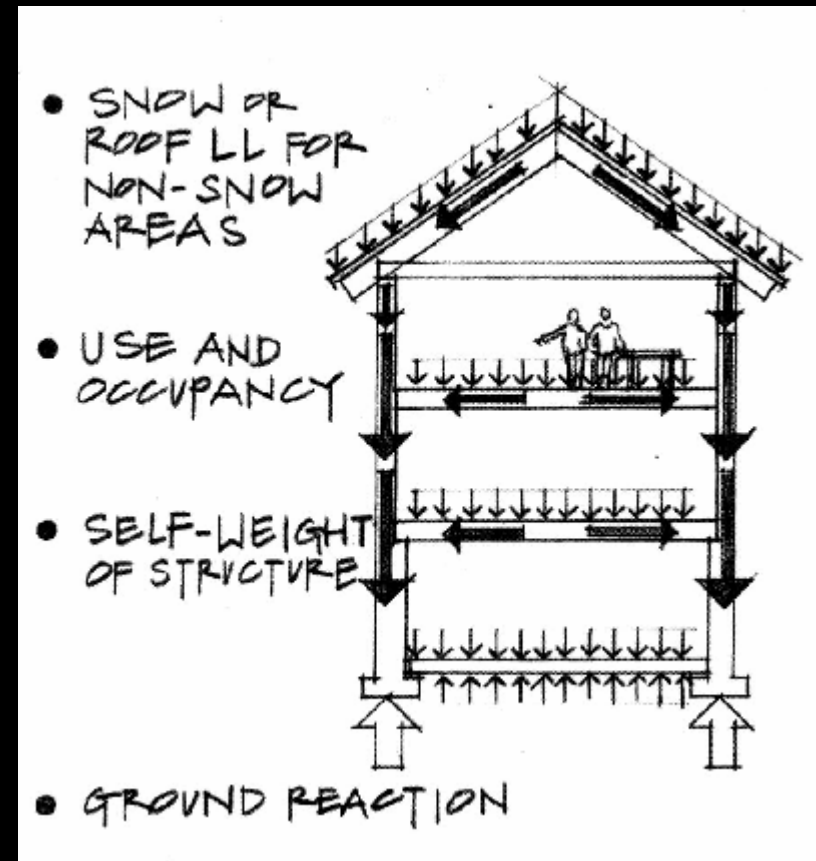 • SNOW OR
ROOF LL FOR
NON-SNOW
AREAS
• USE AND
OCCUPANCY
• SELF-WEIGHT
OF STRUCTURE
• GROUND REACTION